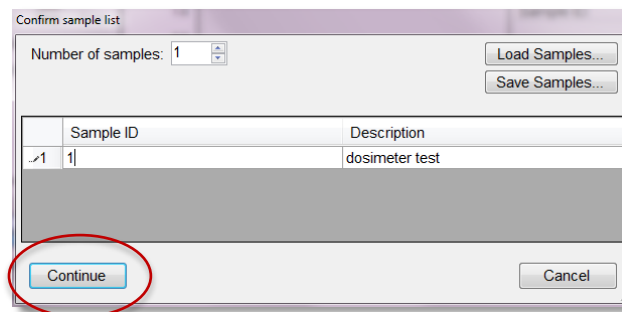 Confirm sample list
Number of samples: 1
Load Samples...
Save Samples...
Sample ID Description
1 1 dosimeter test
Continue Cancel